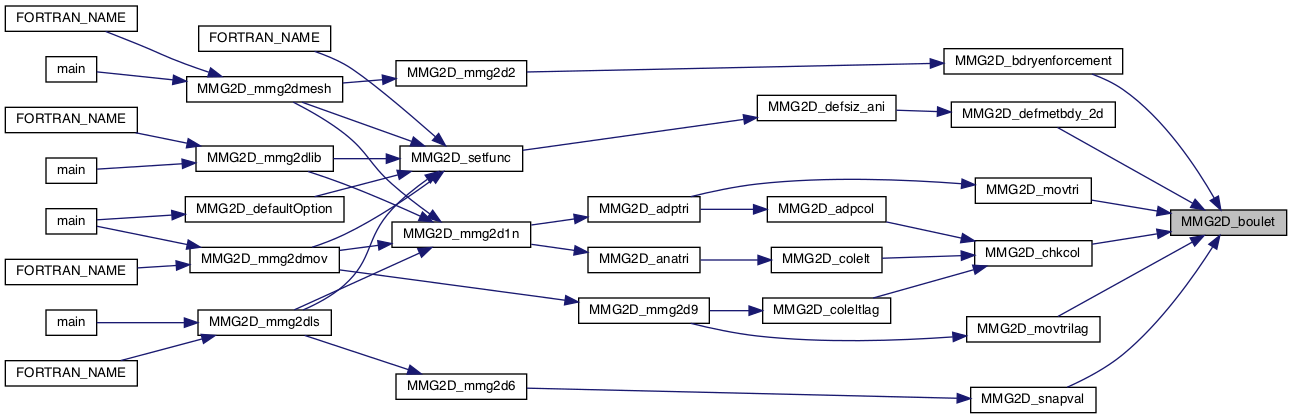 FORTRAN_NAME
main
FORTRAN_NAME
main
main
FORTRAN_NAME
main
FORTRAN_NAME
FORTRAN_NAME
MMG2D_mmg2dmesh
MMG2D_mmg2dlib
MMG2D_defaultOption
MMG2D_mmg2dmov
MMG2D_mmg2dls
MMG2D_mmg2d2
MMG2D_setfunc
MMG2D_mmg2d1n
MMG2D_mmg2d6
MMG2D_adptri
MMG2D_anatri
MMG2D_mmg2d9
MMG2D_defsiz_ani
MMG2D_adpcol
MMG2D_colelt
MMG2D_coleltlag
MMG2D_bdryenforcement
MMG2D_defmetbdy_2d
MMG2D_movtri
MMG2D_chkcol
MMG2D_movtrilag
MMG2D_snapval
MMG2D_boulet